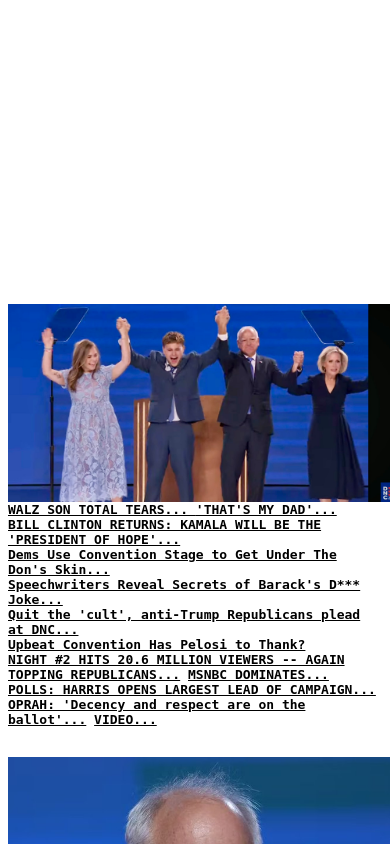 WALZ SON TOTAL TEARS... 'THAT'S MY DAD'...
BILL CLINTON RETURNS: KAMALA WILL BE THE
'PRESIDENT OF HOPE'...
Dems Use Convention Stage to Get Under The
Don's Skin...
Speechwriters Reveal Secrets of Barack's D***
Joke...
Quit the 'cult', anti-Trump Republicans plead
at DNC...
Upbeat Convention Has Pelosi to Thank?
NIGHT #2 HITS 20.6 MILLION VIEWERS -- AGAIN
TOPPING REPUBLICANS... MSNBC DOMINATES...
POLLS: HARRIS OPENS LARGEST LEAD OF CAMPAIGN...
OPRAH: 'Decency and respect are on the
ballot'... VIDEO...